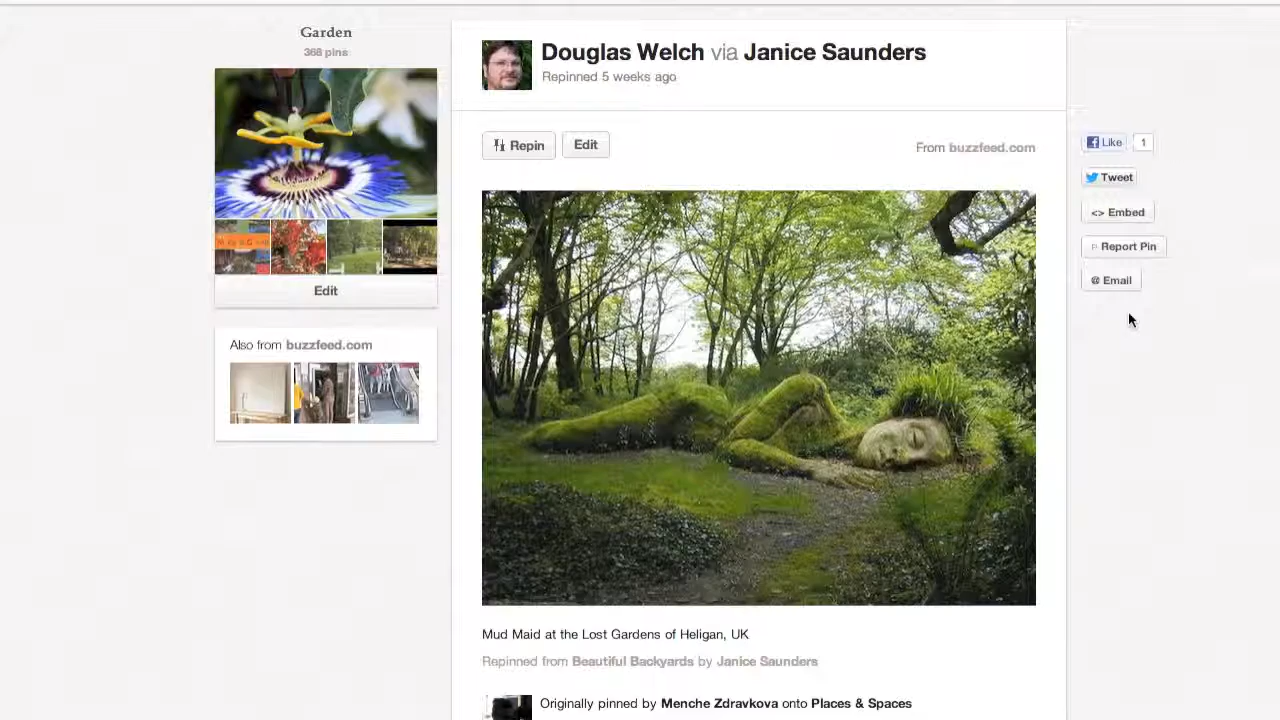 Garden
368 pins
Edit
Also from buzzfeed.com
Douglas Welch via Janice Saunders
Repinned 5 weeks ago
Repin
Edit
From buzzfeed.com
Mud Maid at the Lost Gardens of Heligan, UK
Repinned from Beautiful Backyards by Janice Saunders
Originally pinned by Menche Zdravkova onto Places & Spaces
Like 1
Tweet
<> Embed
Report Pin
@ Email